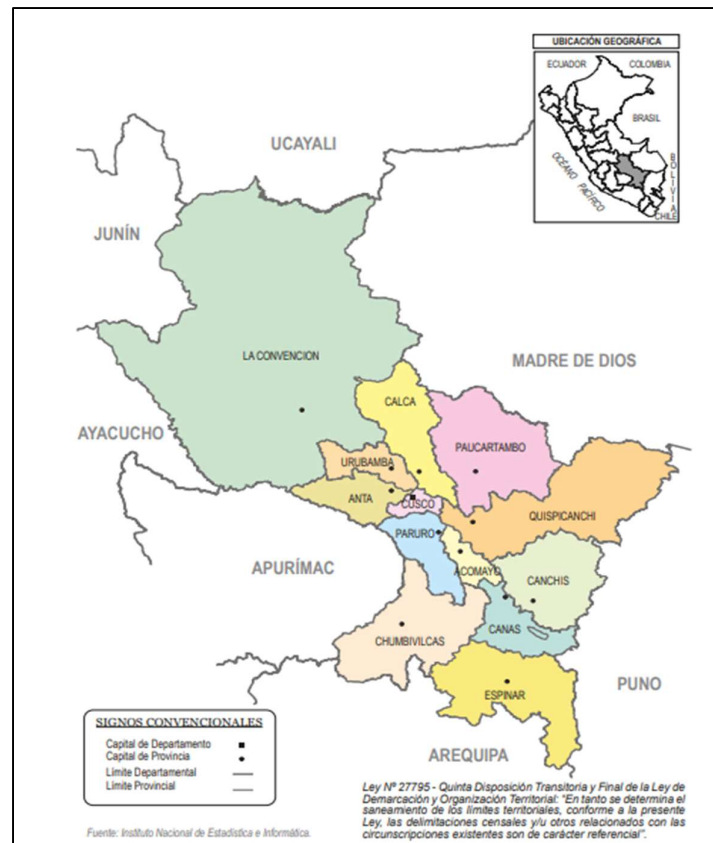 UBICACIÓN GEOGRÁFICA
ECUADOR
COLOMBIA
BRASIL
OCÉANO PACÍFICO
BOLIVIA
CHILE
UCAYALI
JUNÍN
LA CONVENCION
MADRE DE DIOS
CALCA
AYACUCHO
PAUCARTAMBO
URUBAMBA
ANTA
CUSCO
QUISPICANCHI
PARURO
APURÍMAC
ACOMAYO
CANCHIS
CANAS
CHUMBIVILCAS
PUNO
ESPINAR
AREQUIPA
SIGNOS CONVENCIONALES
Capital de Departamento
Capital de Provincia
Límite Departamental
Límite Provincial
Ley Nº 27795 - Quinta Disposición Transitoria y Final de la Ley de
Demarcación y Organización Territorial: "En tanto se determina el
saneamiento de los límites territoriales, conforme a la presente
Ley, las delimitaciones censales y/u otros relacionados con las
circunscripciones existentes son de carácter referencial".
Fuente: Instituto Nacional de Estadística e Informática.